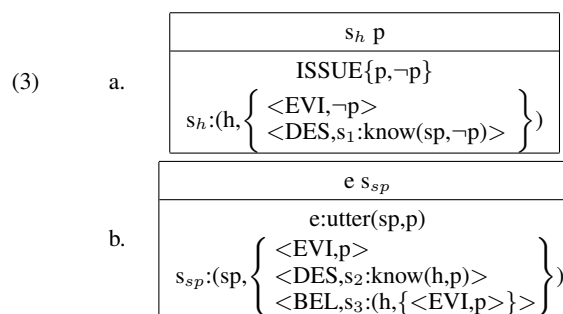 s_h p
(3) a. ISSUE{p,¬p}
s_h:(h,{ <EVI,¬p>
<DES,s_1:know(sp,¬p)> })
e s_sp
b. e:utter(sp,p)
s_sp:(sp,{ <EVI,p>
<DES,s_2:know(h,p)>
<BEL,s_3:(h,{<EVI,p>}> })